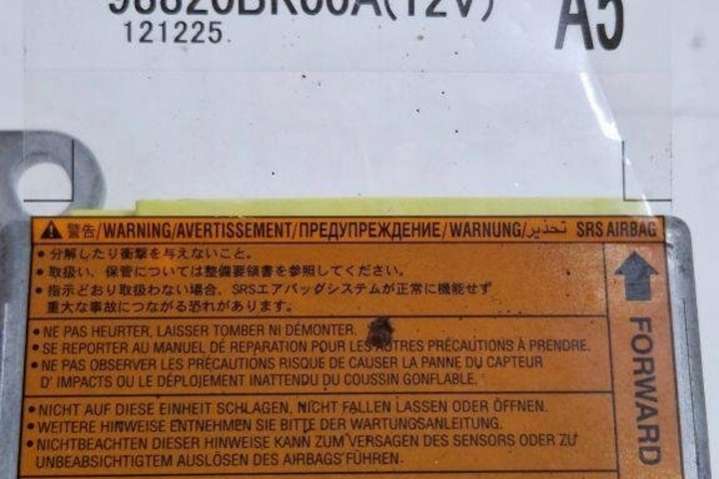 98820BK00A(12V) A5
121225.
警告/WARNING/AVERTISSEMENT/ПРЕДУПРЕЖДЕНИЕ/WARNUNG/تحذير SRS AIRBAG
• 分解したり衝撃を与えないこと。
• 取扱い、保管については整備要領書を参照してください。
• 指示どおり取扱わない場合、SRSエアバッグシステムが正常に機能せず
重大な事故につながる恐れがあります。
• NE PAS HEURTER, LAISSER TOMBER NI DÉMONTER.
• SE REPORTER AU MANUEL DE REPARATION POUR LES AUTRES PRÉCAUTIONS À PRENDRE.
• NE PAS OBSERVER LES PRÉCAUTIONS RISQUE DE CAUSER LA PANNE DU CAPTEUR
D' IMPACTS OU LE DÉPLOIEMENT INATTENDU DU COUSSIN GONFLABLE.
• NICHT AUF DIESE EINHEIT SCHLAGEN, NICHT FALLEN LASSEN ODER ÖFFNEN.
• WEITERE HINWEISE ENTNEHMEN SIE BITTE DER WARTUNGSANLEITUNG.
• NICHTBEACHTEN DIESER HINWEISE KANN ZUM VERSAGEN DES SENSORS ODER ZU
UNBEABSICHTIGTEM AUSLÖSEN DES AIRBAGS FÜHREN.
FORWARD